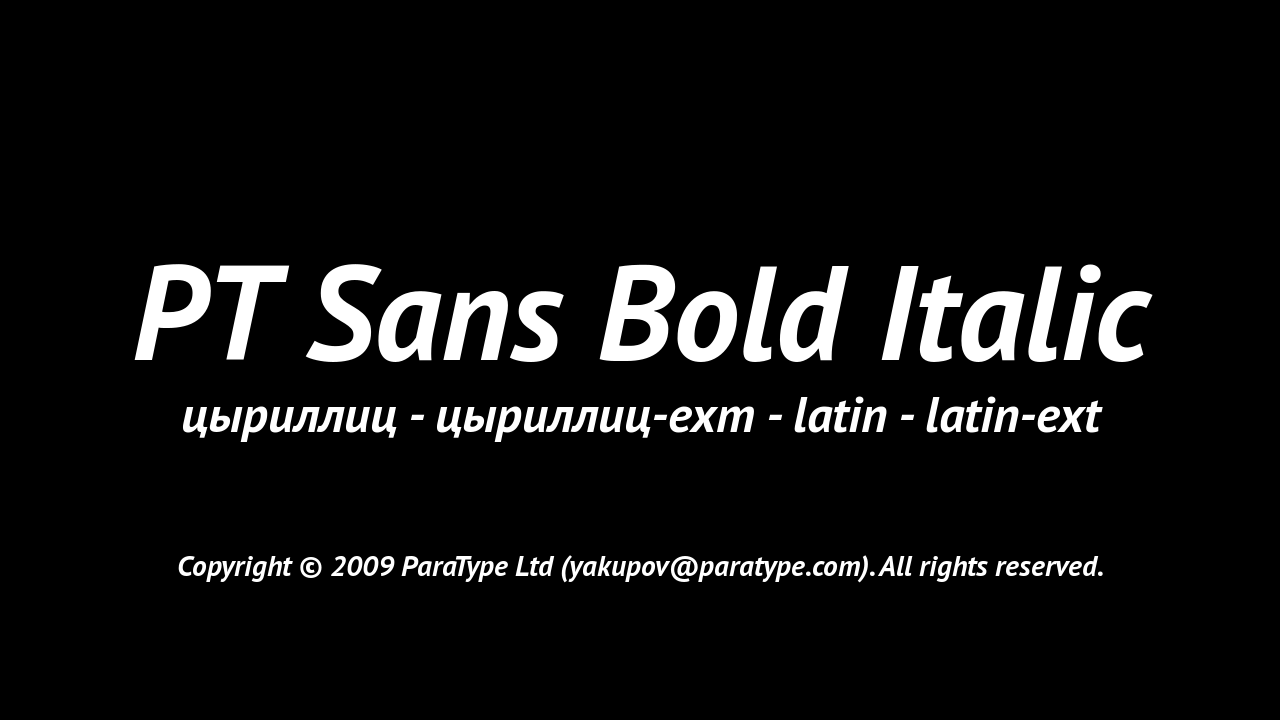 PT Sans Bold Italic
цыриллиц - цыриллиц-ехт - latin - latin-ext
Copyright © 2009 ParaType Ltd (yakupov@paratype.com). All rights reserved.